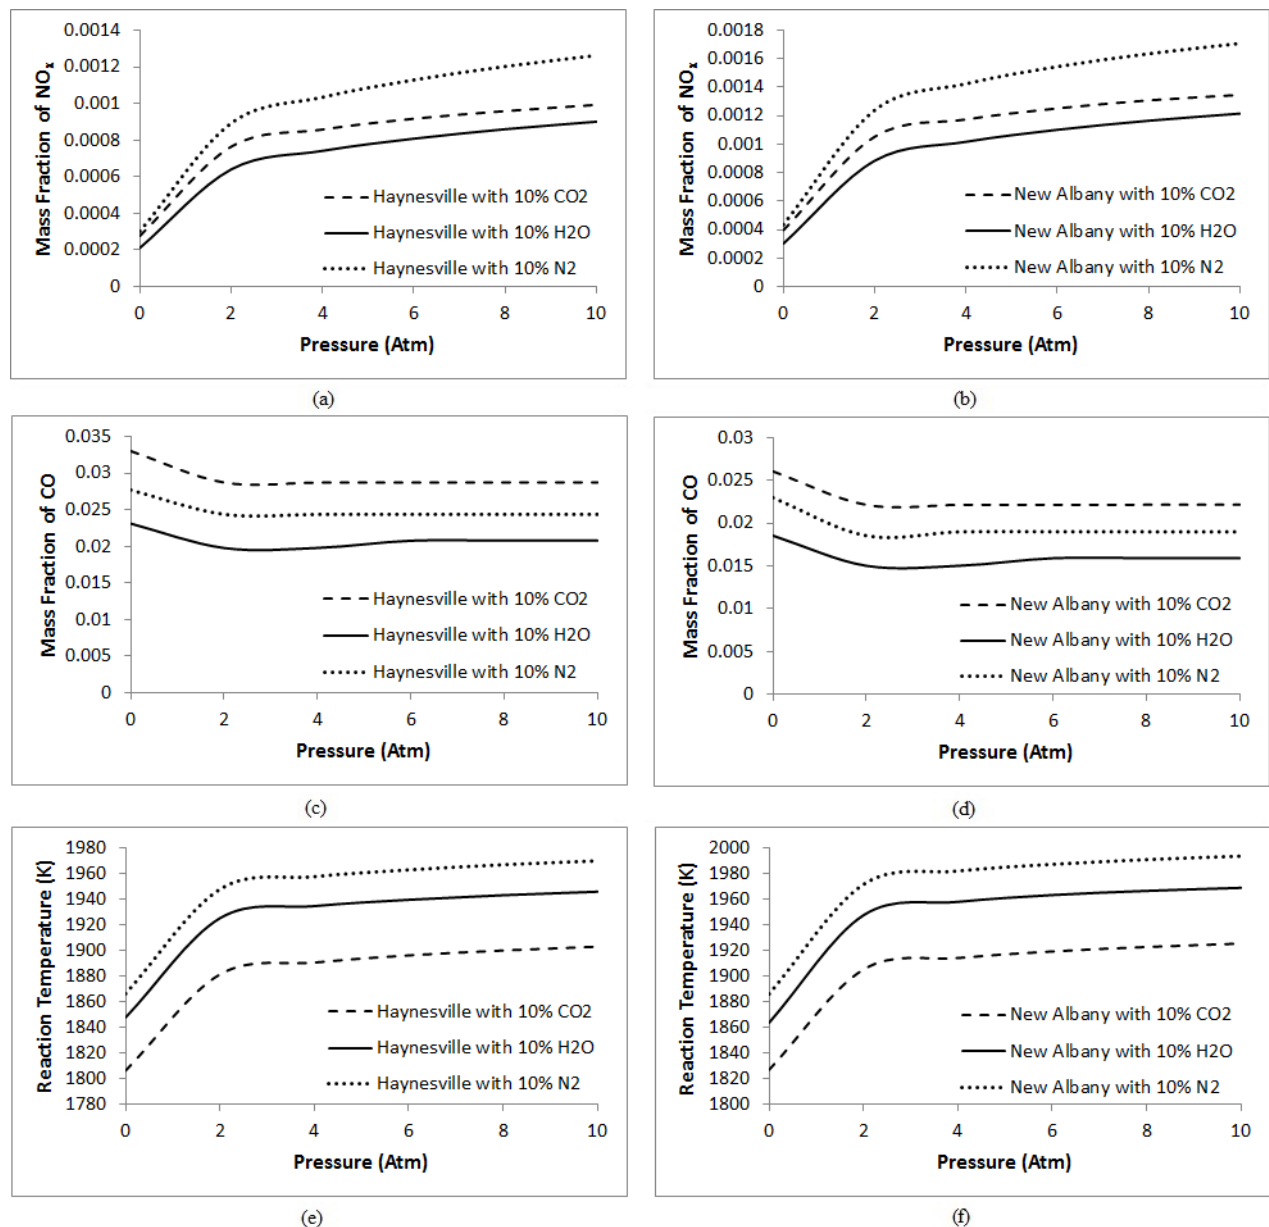 0.0014
0.0012
0.001
0.0008
0.0006
0.0004
0.0002
0
Mass Fraction of NOx
Haynesville with 10% CO2
Haynesville with 10% H2O
Haynesville with 10% N2
0 2 4 6 8 10
Pressure (Atm)
(a)
0.0018
0.0016
0.0014
0.0012
0.001
0.0008
0.0006
0.0004
0.0002
0
Mass Fraction of NOx
New Albany with 10% CO2
New Albany with 10% H2O
New Albany with 10% N2
0 2 4 6 8 10
Pressure (Atm)
(b)
0.035
0.03
0.025
0.02
0.015
0.01
0.005
0
Mass Fraction of CO
Haynesville with 10% CO2
Haynesville with 10% H2O
Haynesville with 10% N2
0 2 4 6 8 10
Pressure (Atm)
(c)
0.03
0.025
0.02
0.015
0.01
0.005
0
Mass Fraction of CO
New Albany with 10% CO2
New Albany with 10% H2O
New Albany with 10% N2
0 2 4 6 8 10
Pressure (Atm)
(d)
1980
1960
1940
1920
1900
1880
1860
1840
1820
1800
1780
Reaction Temperature (K)
Haynesville with 10% CO2
Haynesville with 10% H2O
Haynesville with 10% N2
0 2 4 6 8 10
Pressure (Atm)
(e)
2000
1980
1960
1940
1920
1900
1880
1860
1840
1820
1800
Reaction Temperature (K)
New Albany with 10% CO2
New Albany with 10% H2O
New Albany with 10% N2
0 2 4 6 8 10
Pressure (Atm)
(f)